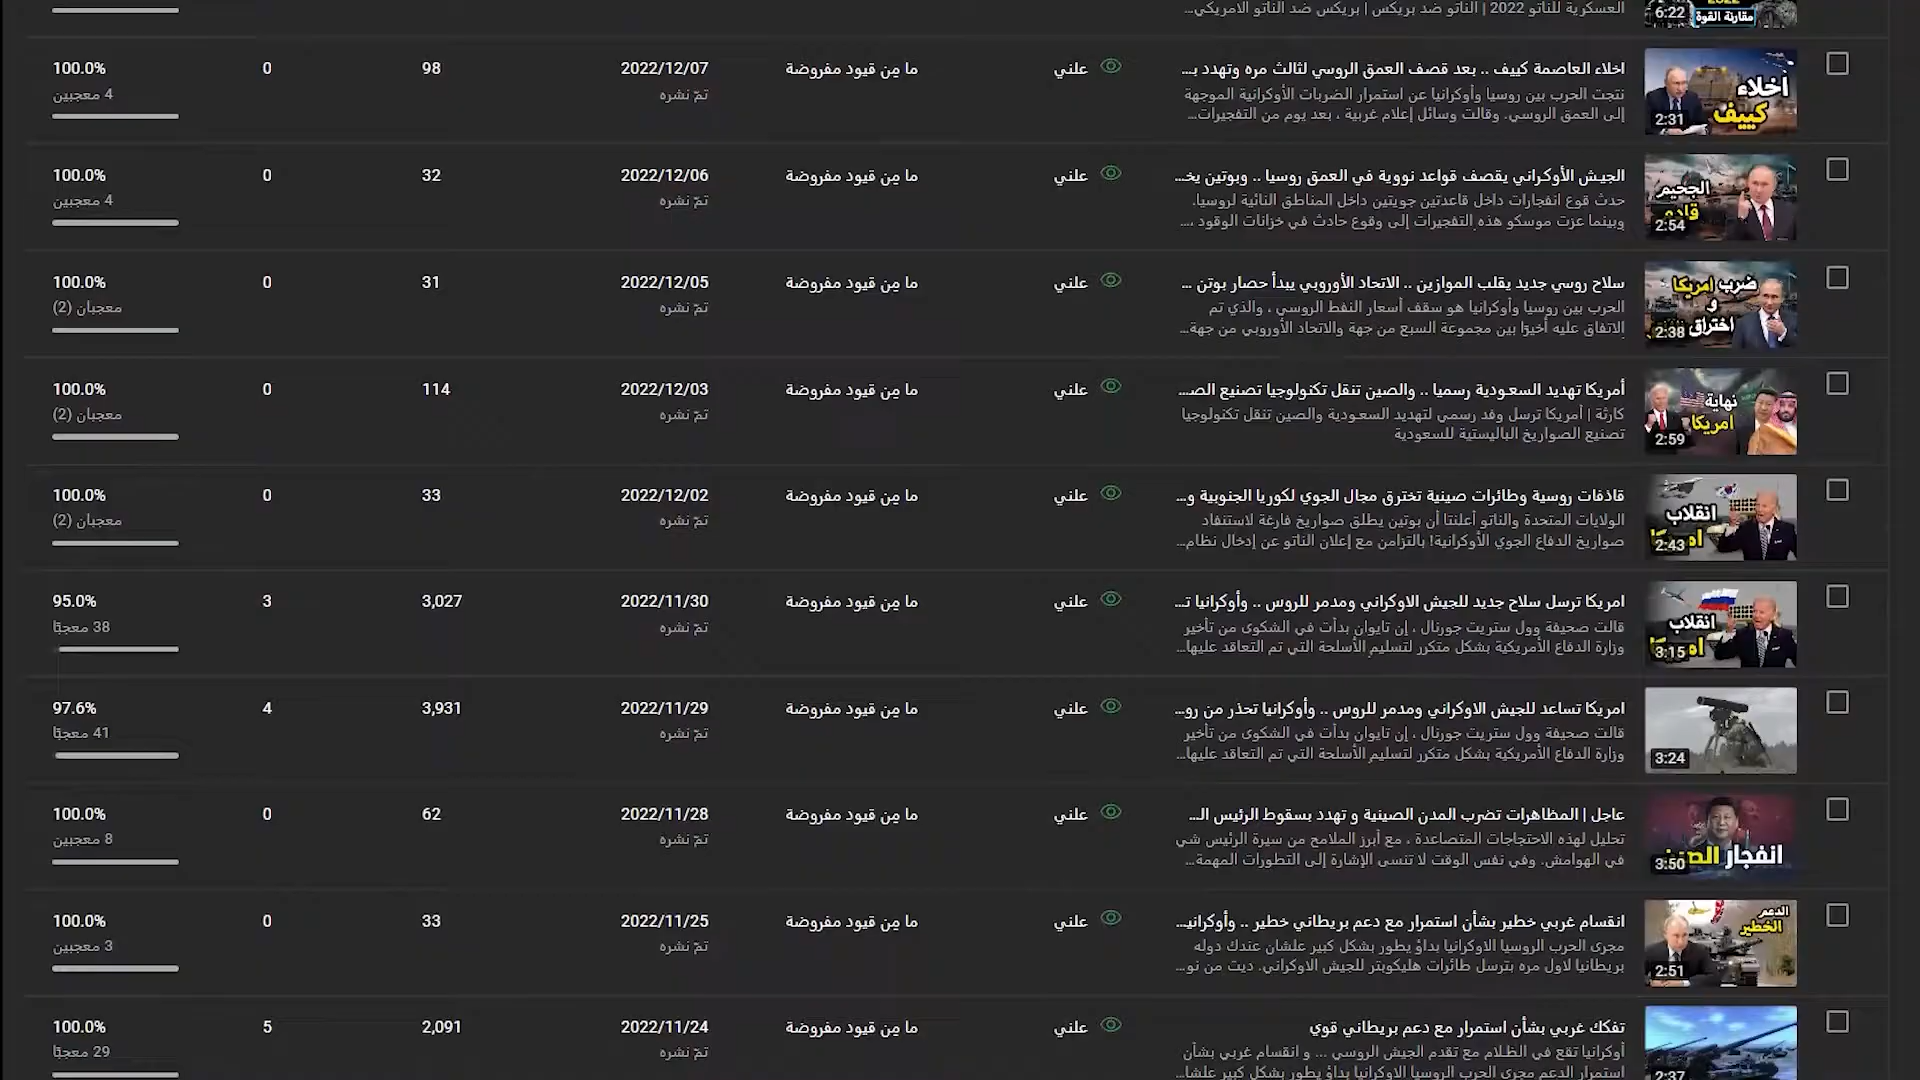 العسكرية للناتو 2022 | الناتو ضد بريكس | بريكس ضد الناتو الامريكي...
6:22
مقارنة القوة
اخلاء العاصمة كييف .. بعد قصف العمق الروسي لثالث مره وتهدد بـ...
نتجت الحرب بين روسيا وأوكرانيا عن استمرار الضربات الأوكرانية الموجهة
إلى العمق الروسي. وقالت وسائل إعلام غربية ، بعد يوم من التفجيرات...
أخلاء
كييف
2:31
علني
ما مِن قيود مفروضة
2022/12/07
تمّ نشره
98
0
100.0%
4 معجبين
الجيش الأوكراني يقصف قواعد نووية في العمق روسيا .. وبوتين يخـ...
حدث قوع انفجارات داخل قاعدتين جويتين داخل المناطق النائية لروسيا.
وبينما عزت موسكو هذه التفجيرات إلى وقوع حادث في خزانات الوقود ،...
الجحيم
قادم
2:54
علني
ما مِن قيود مفروضة
2022/12/06
تمّ نشره
32
0
100.0%
4 معجبين
سلاح روسي جديد يقلب الموازين .. الاتحاد الأوروبي يبدأ حصار بوتن ...
الحرب بين روسيا وأوكرانيا هو سقف أسعار النفط الروسي ، والذي تم
الاتفاق عليه أخيرًا بين مجموعة السبع من جهة والاتحاد الأوروبي من جهة...
ضرب امريكا
و
اختراق
2:38
علني
ما مِن قيود مفروضة
2022/12/05
تمّ نشره
31
0
100.0%
معجبان (2)
أمريكا تهديد السعودية رسميا .. والصين تنقل تكنولوجيا تصنيع الصـ...
كارثة | أمريكا ترسل وفد رسمي لتهديد السعودية والصين تنقل تكنولوجيا
تصنيع الصواريخ الباليستية للسعودية
نهاية
امريكا
2:59
علني
ما مِن قيود مفروضة
2022/12/03
تمّ نشره
114
0
100.0%
معجبان (2)
قاذفات روسية وطائرات صينية تخترق مجال الجوي لكوريا الجنوبية و...
الولايات المتحدة والناتو أعلنتا أن بوتين يطلق صواريخ فارغة لاستنفاد
صواريخ الدفاع الجوي الأوكرانية! بالتزامن مع إعلان الناتو عن إدخال نظام...
انقلاب
2:43
علني
ما مِن قيود مفروضة
2022/12/02
تمّ نشره
33
0
100.0%
معجبان (2)
امريكا ترسل سلاح جديد للجيش الاوكراني ومدمر للروس .. وأوكرانيا تـ...
قالت صحيفة وول ستريت جورنال ، إن تايوان بدأت في الشكوى من تأخير
وزارة الدفاع الأمريكية بشكل متكرر لتسليم الأسلحة التي تم التعاقد عليها...
انقلاب
3:15
علني
ما مِن قيود مفروضة
2022/11/30
تمّ نشره
3,027
3
95.0%
38 معجبًا
امريكا تساعد للجيش الاوكراني ومدمر للروس .. وأوكرانيا تحذر من رو...
قالت صحيفة وول ستريت جورنال ، إن تايوان بدأت في الشكوى من تأخير
وزارة الدفاع الأمريكية بشكل متكرر لتسليم الأسلحة التي تم التعاقد عليها...
3:24
علني
ما مِن قيود مفروضة
2022/11/29
تمّ نشره
3,931
4
97.6%
41 معجبًا
عاجل | المظاهرات تضرب المدن الصينية و تهدد بسقوط الرئيس الـ...
تحليل لهذه الاحتجاجات المتصاعدة ، مع أبرز الملامح من سيرة الرئيس شي
في الهوامش. وفي نفس الوقت لا تنسى الإشارة إلى التطورات المهمة...
انفجار الصين
3:50
علني
ما مِن قيود مفروضة
2022/11/28
تمّ نشره
62
0
100.0%
8 معجبين
انقسام غربي خطير بشأن استمرار مع دعم بريطاني خطير .. وأوكرانيـ...
مجرى الحرب الروسيا الاوكرانيا بداؤ يطور بشكل كبير علشان عندك دوله
بريطانيا لاول مره بترسل طائرات هليكوبتر للجيش الاوكراني. ديت من نو...
الدعم
الخطير
2:51
علني
ما مِن قيود مفروضة
2022/11/25
تمّ نشره
33
0
100.0%
3 معجبين
تفكك غربي بشأن استمرار مع دعم بريطاني قوي
أوكرانيا تقع في الظلام مع تقدم الجيش الروسي ... و انقسام غربي بشأن
استمرار الدعم مجرى الحرب الروسيا الاوكرانيا بداؤ يطور بشكل كبير علشا...
2:37
علني
ما مِن قيود مفروضة
2022/11/24
تمّ نشره
2,091
5
100.0%
29 معجبًا